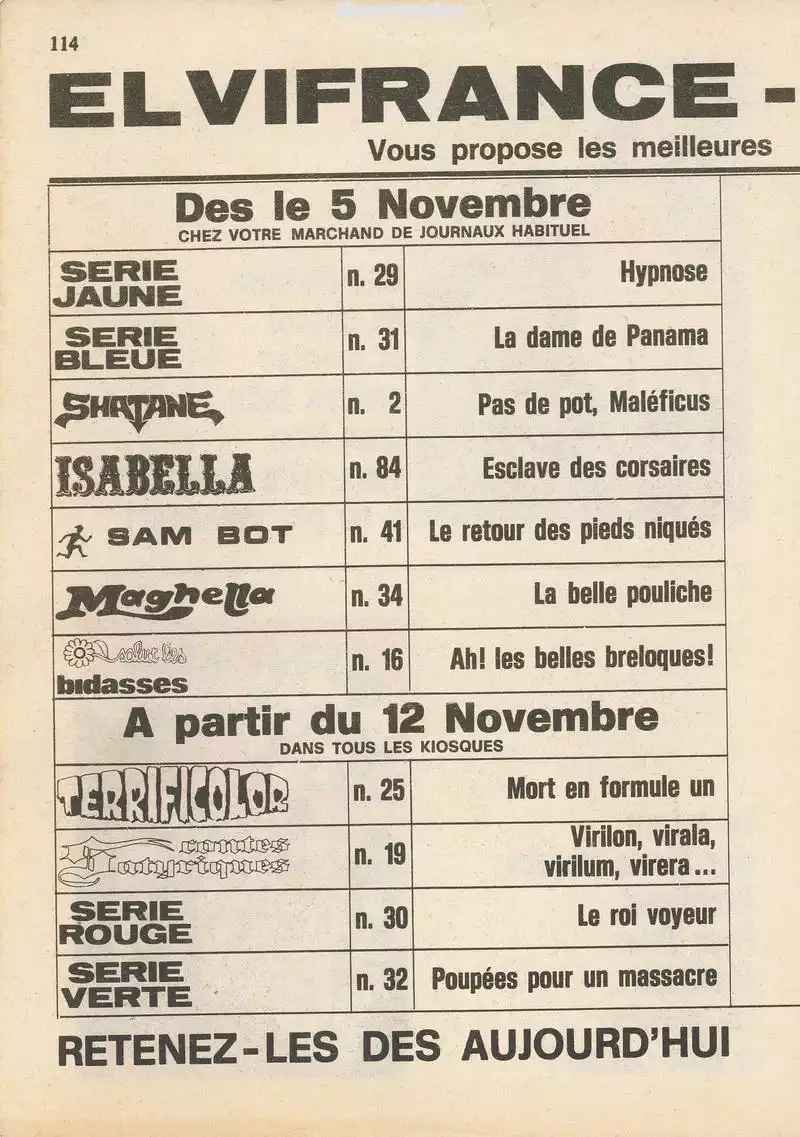 114
ELVIFRANCE -
Vous propose les meilleures
Des le 5 Novembre
CHEZ VOTRE MARCHAND DE JOURNAUX HABITUEL
SERIE
JAUNE
n. 29
Hypnose
SERIE
BLEUE
n. 31
La dame de Panama
SHATANE
n. 2
Pas de pot, Maléficus
ISABELLA
n. 84
Esclave des corsaires
SAM BOT
n. 41
Le retour des pieds niqués
Maghella
n. 34
La belle pouliche
salut les
bidasses
n. 16
Ah! les belles breloques!
A partir du 12 Novembre
DANS TOUS LES KIOSQUES
TERRIFICOLOR
n. 25
Mort en formule un
contes
Satyriques
n. 19
Virilon, virala,
virilum, virera...
SERIE
ROUGE
n. 30
Le roi voyeur
SERIE
VERTE
n. 32
Poupées pour un massacre
RETENEZ-LES DES AUJOURD'HUI